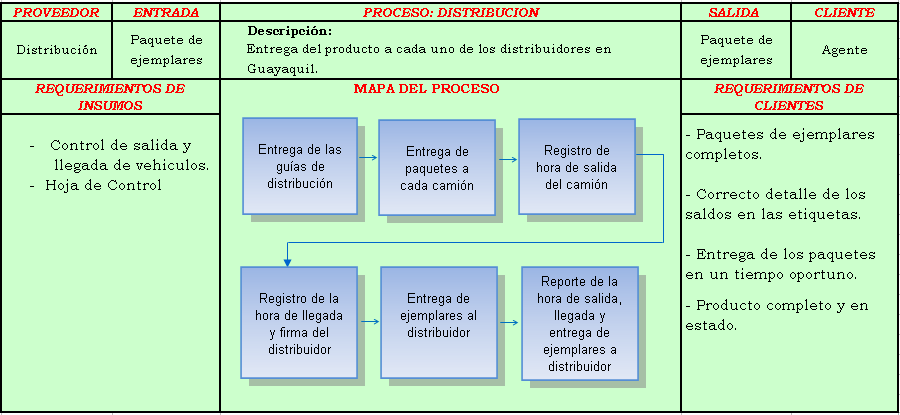 PROVEEDOR
ENTRADA
PROCESO: DISTRIBUCION
SALIDA
CLIENTE
Distribución
Paquete de
ejemplares
Descripción:
Entrega del producto a cada uno de los distribuidores en
Guayaquil.
Paquete de
ejemplares
Agente
REQUERIMIENTOS DE
INSUMOS
MAPA DEL PROCESO
REQUERIMIENTOS DE
CLIENTES
- Control de salida y
llegada de vehiculos.
- Hoja de Control
Entrega de las
guías de
distribución
Entrega de
paquetes a
cada camión
Registro de
hora de salida
del camión
Registro de la
hora de llegada
y firma del
distribuidor
Entrega de
ejemplares al
distribuidor
Reporte de la
hora de salida,
llegada y
entrega de
ejemplares a
distribuidor
- Paquetes de ejemplares
completos.
- Correcto detalle de los
saldos en las etiquetas.
- Entrega de los paquetes
en un tiempo oportuno.
- Producto completo y en
estado.